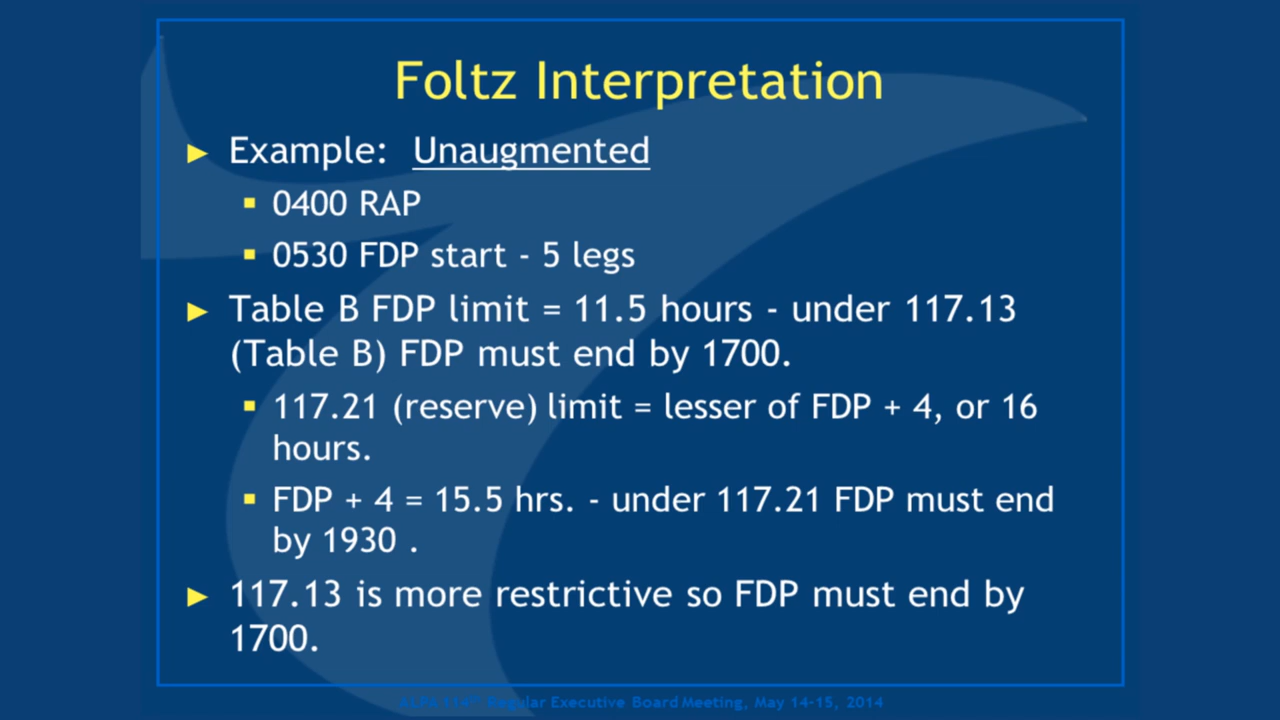 Foltz Interpretation
► Example: Unaugmented
▪ 0400 RAP
▪ 0530 FDP start - 5 legs
► Table B FDP limit = 11.5 hours - under 117.13
(Table B) FDP must end by 1700.
▪ 117.21 (reserve) limit = lesser of FDP + 4, or 16
hours.
▪ FDP + 4 = 15.5 hrs. - under 117.21 FDP must end
by 1930 .
► 117.13 is more restrictive so FDP must end by
1700.
ALPA 119th Regular Executive Board Meeting, May 14-15, 2014